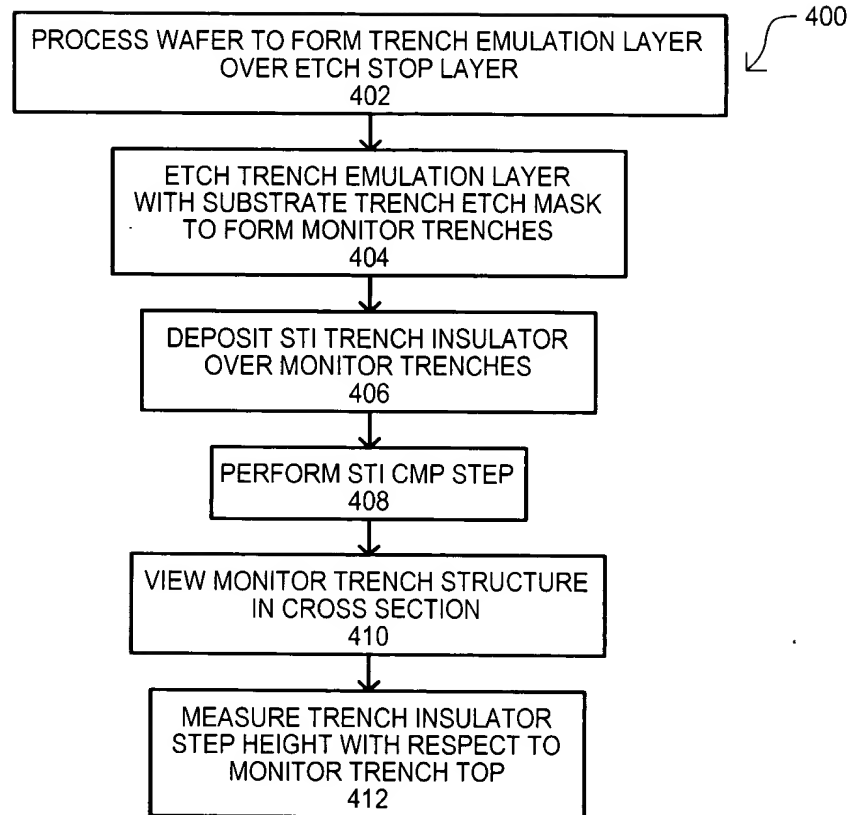 400
PROCESS WAFER TO FORM TRENCH EMULATION LAYER
OVER ETCH STOP LAYER
402
ETCH TRENCH EMULATION LAYER
WITH SUBSTRATE TRENCH ETCH MASK
TO FORM MONITOR TRENCHES
404
DEPOSIT STI TRENCH INSULATOR
OVER MONITOR TRENCHES
406
PERFORM STI CMP STEP
408
VIEW MONITOR TRENCH STRUCTURE
IN CROSS SECTION
410
MEASURE TRENCH INSULATOR
STEP HEIGHT WITH RESPECT TO
MONITOR TRENCH TOP
412